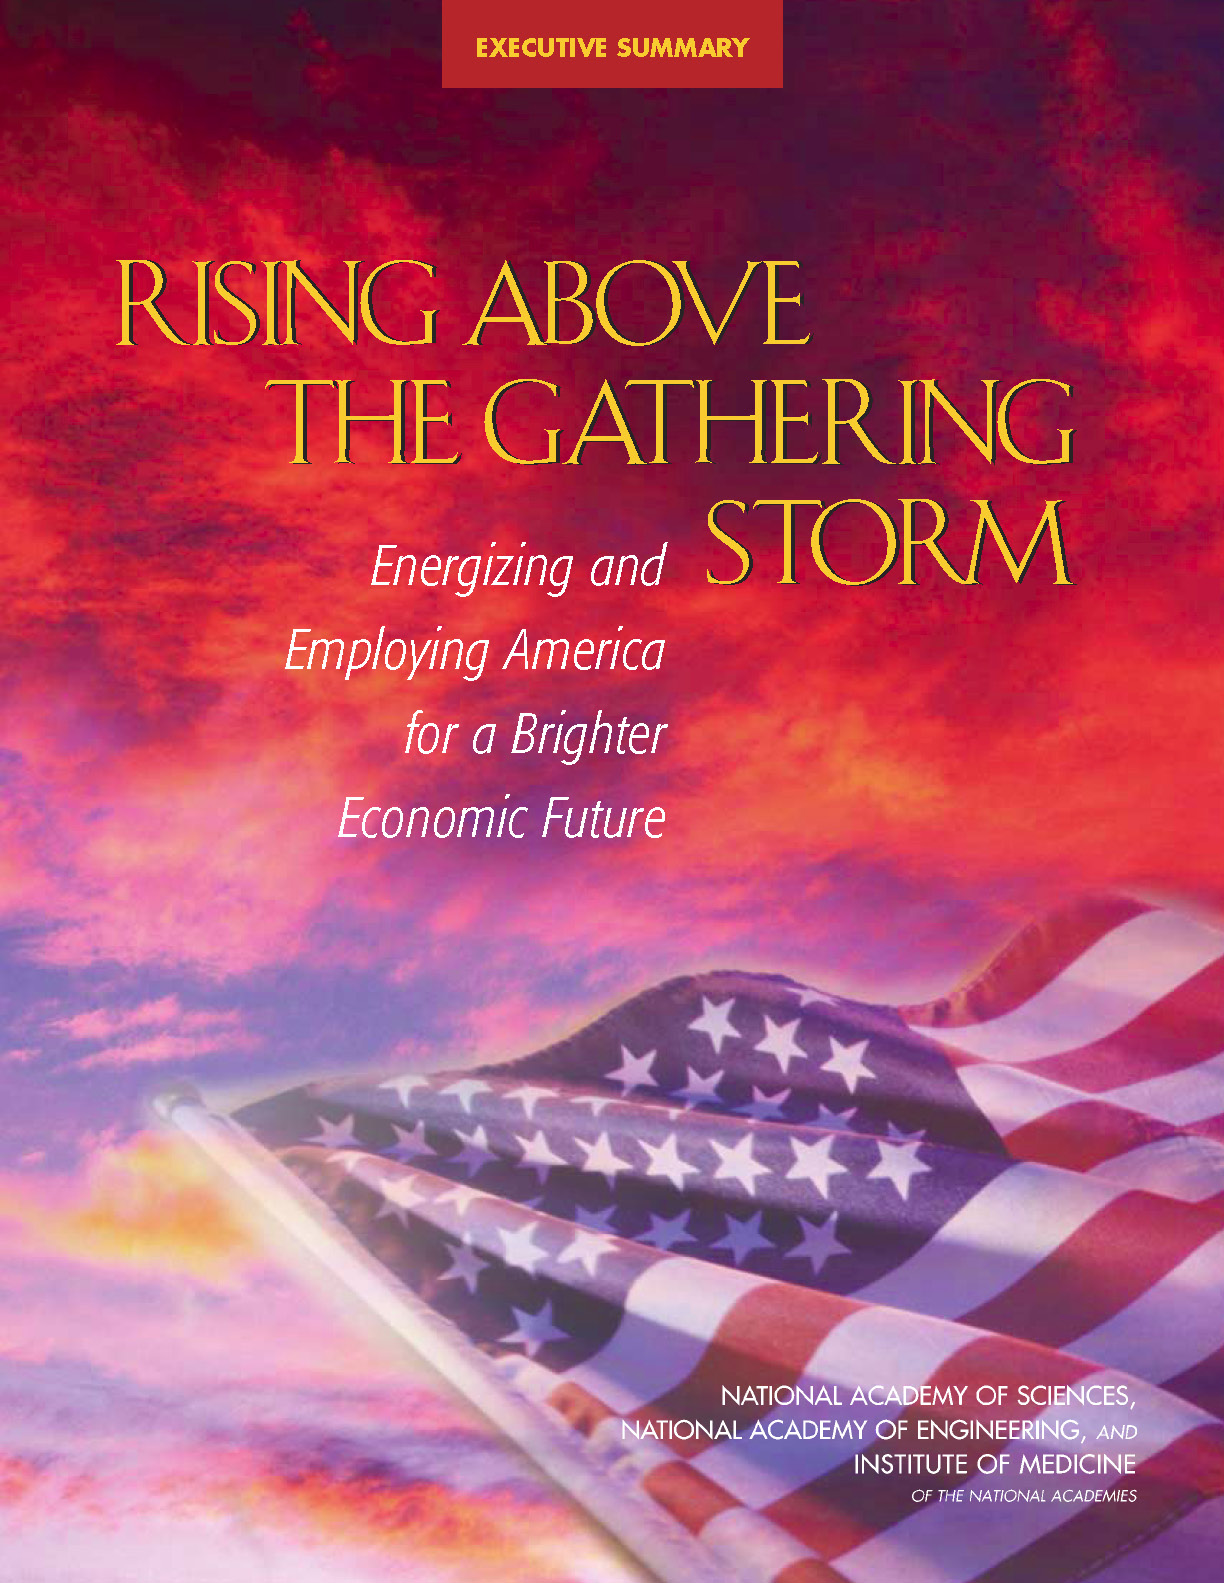 EXECUTIVE SUMMARY
RISING ABOVE
THE GATHERING
STORM
Energizing and
Employing America
for a Brighter
Economic Future
NATIONAL ACADEMY OF SCIENCES,
NATIONAL ACADEMY OF ENGINEERING, AND
INSTITUTE OF MEDICINE
OF THE NATIONAL ACADEMIES